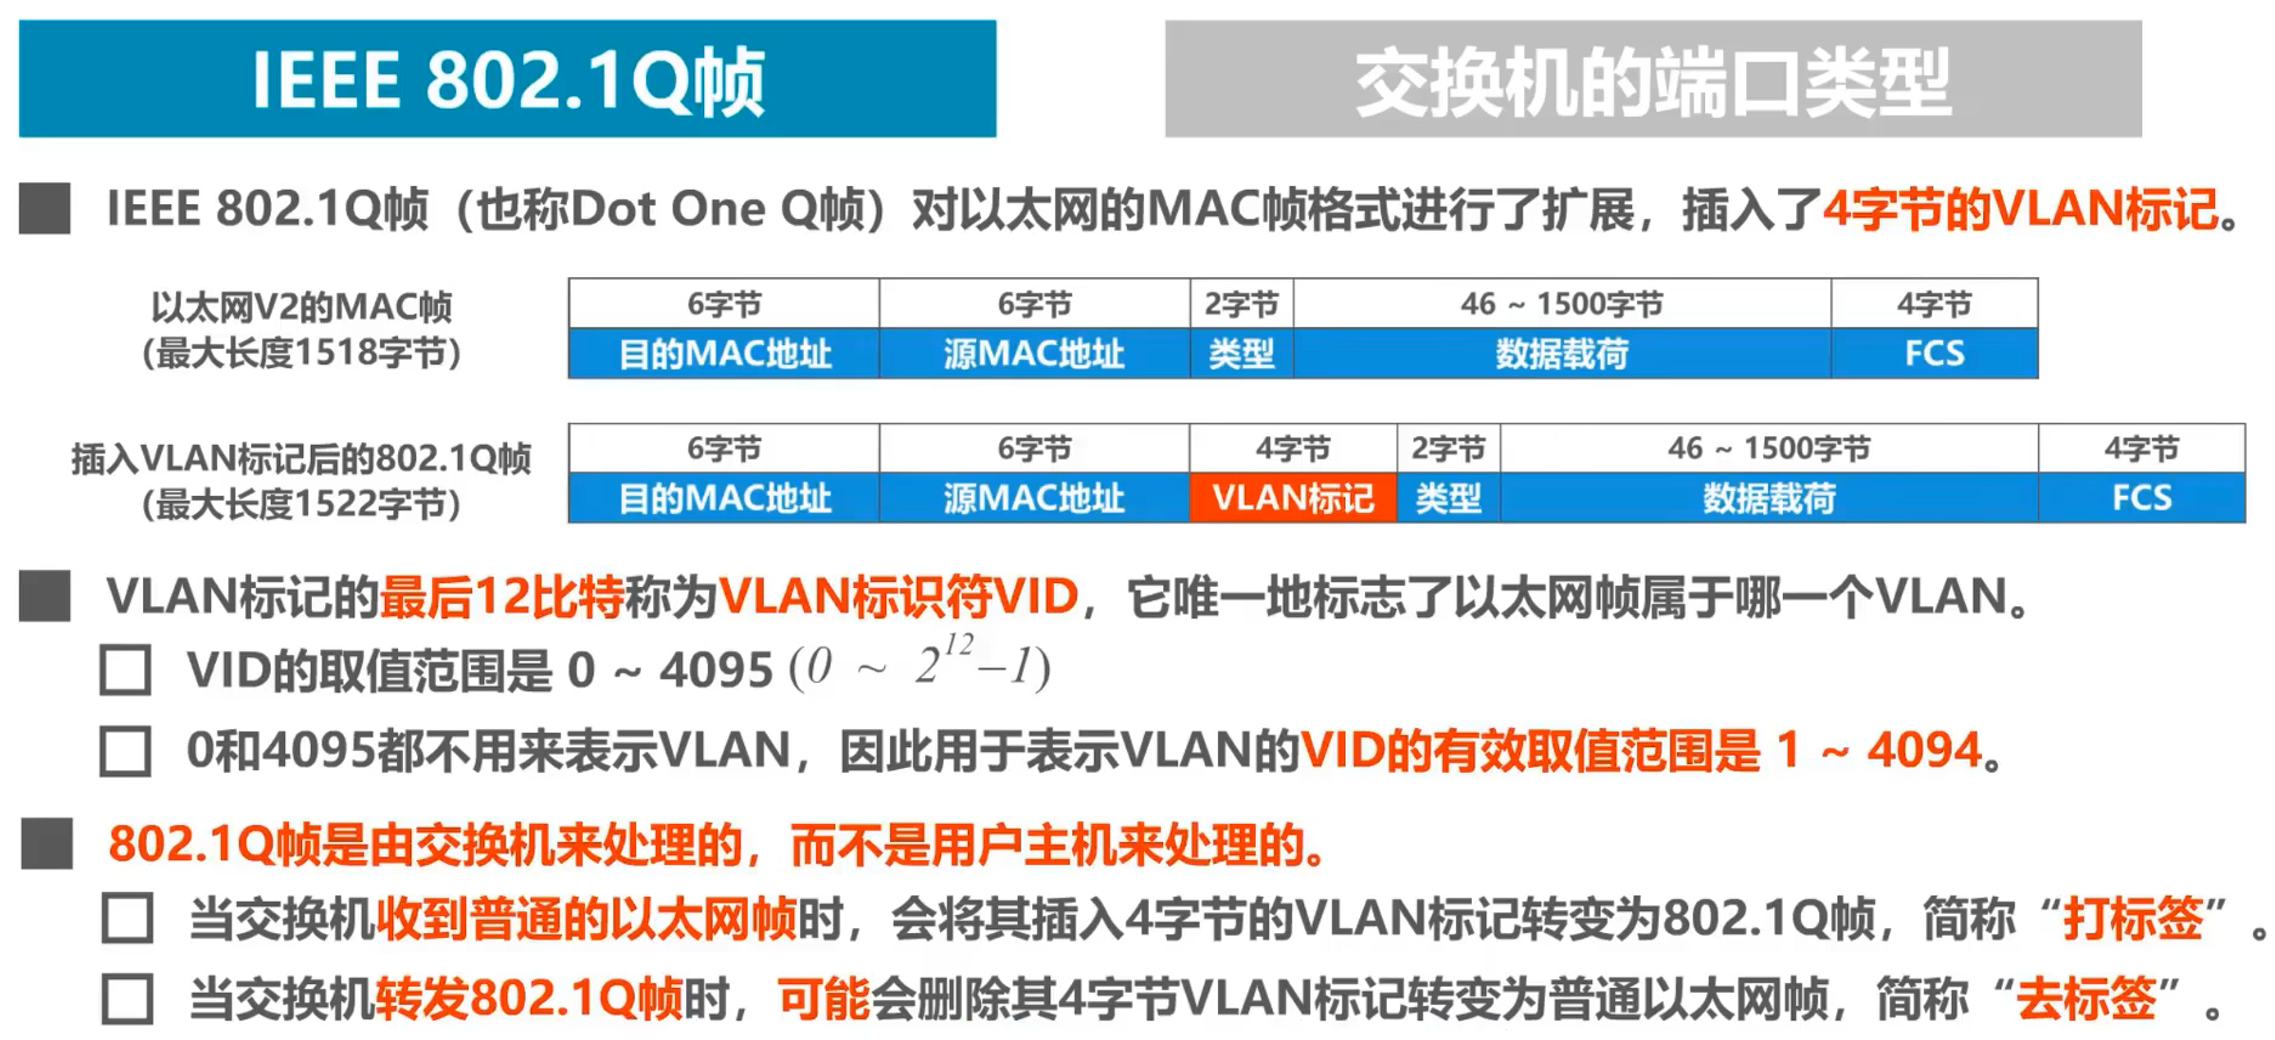 IEEE 802.1Q帧
交换机的端口类型
IEEE 802.1Q帧（也称Dot One Q帧）对以太网的MAC帧格式进行了扩展，插入了4字节的VLAN标记。
以太网V2的MAC帧
(最大长度1518字节)
6字节 6字节 2字节 46 ~ 1500字节 4字节
目的MAC地址 源MAC地址 类型 数据载荷 FCS
插入VLAN标记后的802.1Q帧
(最大长度1522字节)
6字节 6字节 4字节 2字节 46 ~ 1500字节 4字节
目的MAC地址 源MAC地址 VLAN标记 类型 数据载荷 FCS
VLAN标记的最后12比特称为VLAN标识符VID，它唯一地标志了以太网帧属于哪一个VLAN。
VID的取值范围是 0 ~ 4095 (0 ~ 2^12−1)
0和4095都不用来表示VLAN，因此用于表示VLAN的VID的有效取值范围是 1 ~ 4094。
802.1Q帧是由交换机来处理的，而不是用户主机来处理的。
当交换机收到普通的以太网帧时，会将其插入4字节的VLAN标记转变为802.1Q帧，简称“打标签”。
当交换机转发802.1Q帧时，可能会删除其4字节VLAN标记转变为普通以太网帧，简称“去标签”。